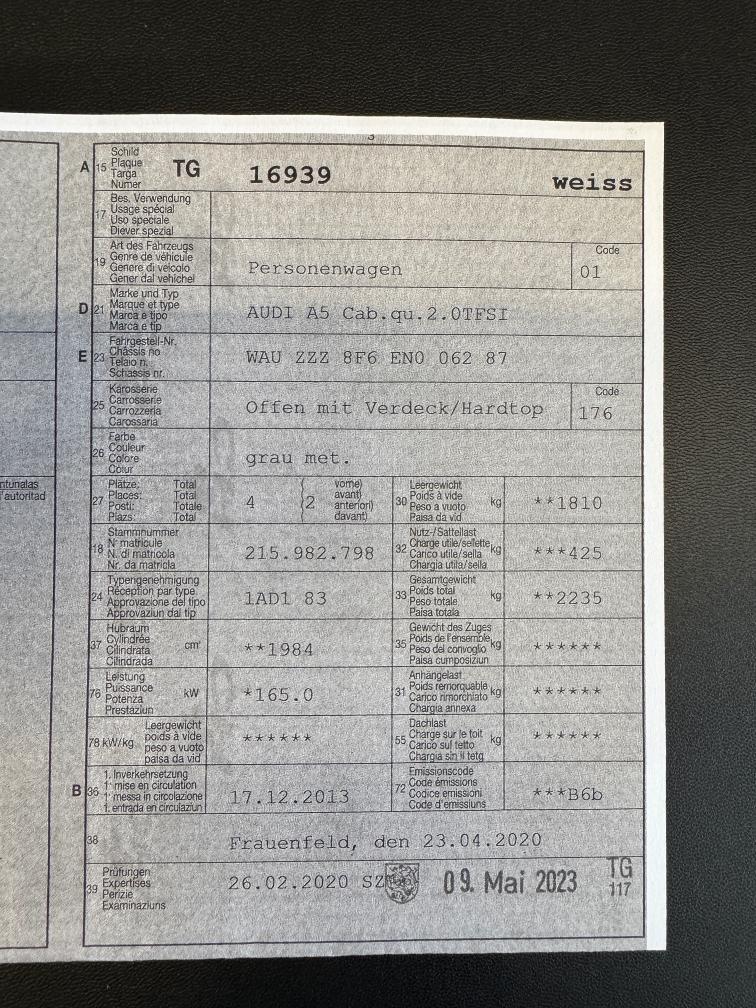 A 15 Schild
Plaque
Targa
Numer
TG 16939 weiss
17 Bes. Verwendung
Usage spécial
Uso speciale
Diever spezial
19 Art des Fahrzeugs
Genre de véhicule
Genere di veicolo
Gener dal vehichel
Personenwagen
Code
01
D 21 Marke und Typ
Marque et type
Marca e tipo
Marca e tip
AUDI A5 Cab.qu.2.0TFSI
E 23 Fahrgestell-Nr.
Châssis no
Telaio n.
Schassis nr.
WAU ZZZ 8F6 EN0 062 87
25 Karosserie
Carrosserie
Carrozzeria
Carossaria
Offen mit Verdeck/Hardtop
Code
176
26 Farbe
Couleur
Colore
Colur
grau met.
ntunalas
l'autoritad
27 Plätze: Total
Places: Total
Posti: Totale
Plazs: Total
4 (2 vorne)
avant)
anteriori)
davant)
30 Leergewicht
Poids à vide
Peso a vuoto
Paisa da vid
kg
**1810
18 Stammnummer
N° matricule
N. di matricola
Nr. da matricla
215.982.798
32 Nutz-/Sattellast
Charge utile/sellette
Carico utile/sella
Chargia utila/sella
kg
***425
24 Typengenehmigung
Réception par type
Approvazione del tipo
Approvaziun dal tip
1AD1 83
33 Gesamtgewicht
Poids total
Peso totale
Paisa totala
kg
**2235
37 Hubraum
Cylindrée
Cilindrata
Cilindrada
cm³
**1984
35 Gewicht des Zuges
Poids de l'ensemble
Peso del convoglio
Paisa cumposiziun
kg
******
76 Leistung
Puissance
Potenza
Prestaziun
kW
*165.0
31 Anhängelast
Poids remorquable
Carico rimorchiato
Chargia annexa
kg
******
78 kW/kg Leergewicht
poids à vide
peso a vuoto
paisa da vid
******
55 Dachlast
Charge sur le toit
Carico sul tetto
Chargia sin il tetg
kg
******
B 36 1. Inverkehrsetzung
1re mise en circulation
1a messa in circolazione
1. entrada en circulaziun
17.12.2013
72 Emissionscode
Code émissions
Codice emissioni
Code d'emissiuns
***B6b
38 Frauenfeld, den 23.04.2020
39 Prüfungen
Expertises
Perizie
Examinaziuns
26.02.2020 SZ
09. Mai 2023
TG
117